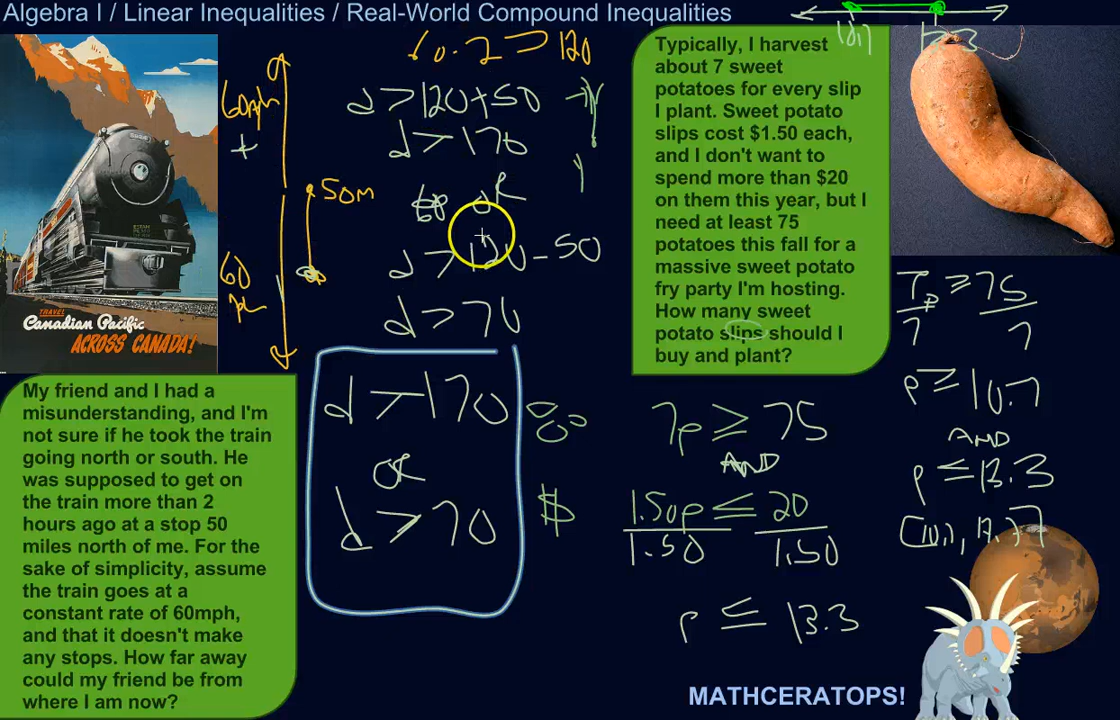 Algebra I / Linear Inequalities / Real-World Compound Inequalities
60·2 = 120
d > 120 + 50
d > 170
60mph
+
50m
OR
d > 120 - 50
60
d > 70
TRAVEL
Canadian Pacific
ACROSS CANADA!
My friend and I had a
misunderstanding, and I'm
not sure if he took the train
going north or south. He
was supposed to get on
the train more than 2
hours ago at a stop 50
miles north of me. For the
sake of simplicity, assume
the train goes at a
constant rate of 60mph,
and that it doesn't make
any stops. How far away
could my friend be from
where I am now?
d > 170
OR
d > 70
Typically, I harvest
about 7 sweet
potatoes for every slip
I plant. Sweet potato
slips cost $1.50 each,
and I don't want to
spend more than $20
on them this year, but I
need at least 75
potatoes this fall for a
massive sweet potato
fry party I'm hosting.
How many sweet
potato slips should I
buy and plant?
7p ≥ 75
AND
$
1.50p ≤ 20
1.50 1.50
p ≤ 13.3
7p ≥ 75
7 7
p ≥ 10.7
AND
p ≤ 13.3
MATHCERATOPS!